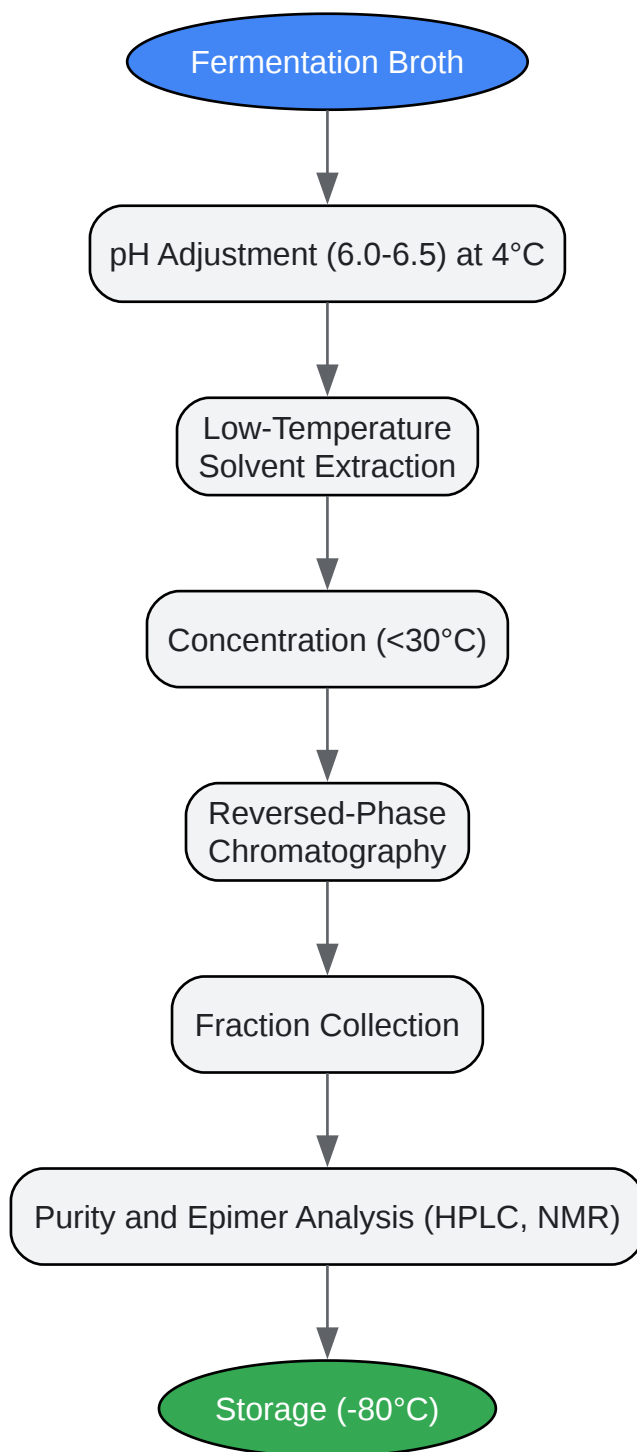 Fermentation Broth
pH Adjustment (6.0-6.5) at 4°C
Low-Temperature
Solvent Extraction
Concentration (<30°C)
Reversed-Phase
Chromatography
Fraction Collection
Purity and Epimer Analysis (HPLC, NMR)
Storage (-80°C)